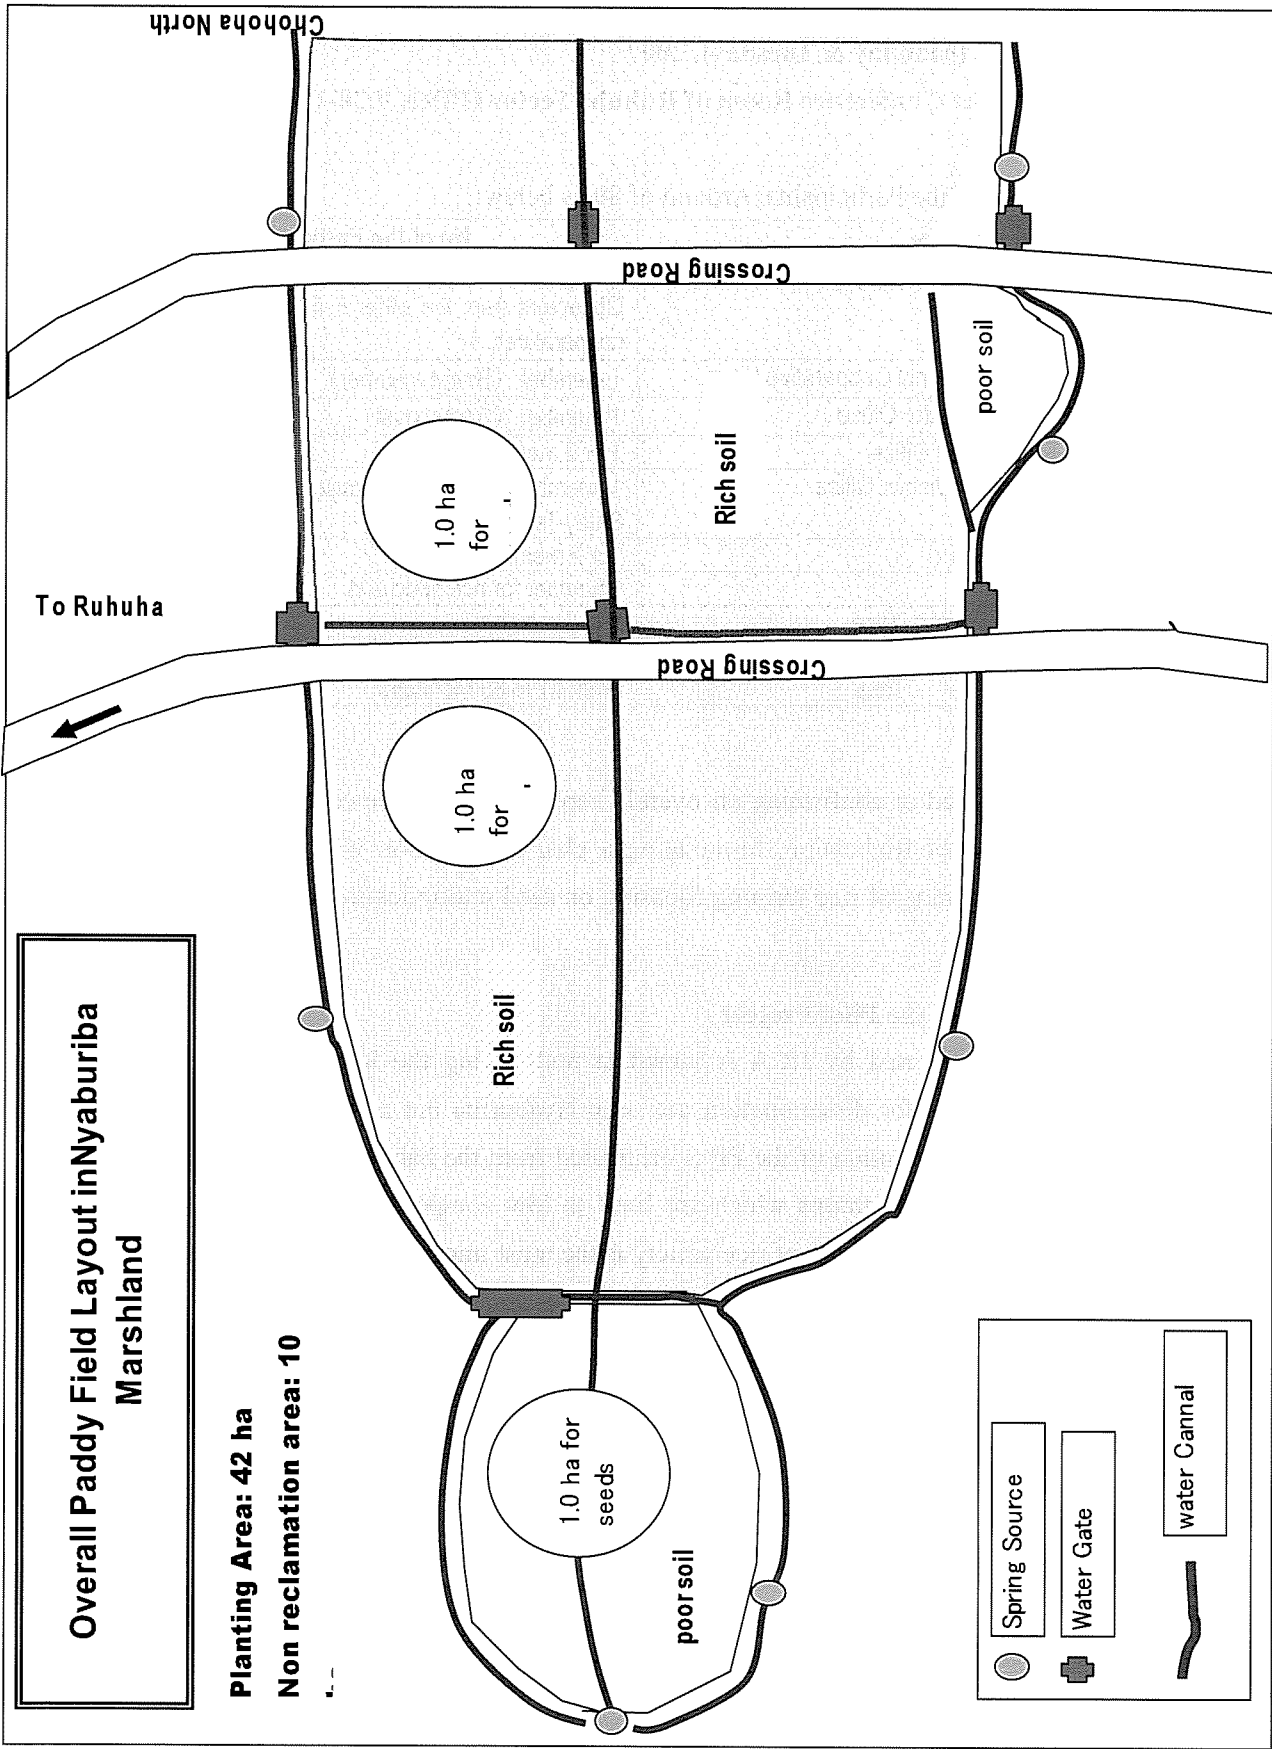 Overall Paddy Field Layout inNyaburiba
Marshland
Planting Area: 42 ha
Non reclamation area: 10
To Ruhuha
Chohoha North
Crossing Road
Crossing Road
1.0 ha for
seeds
poor soil
Rich soil
1.0 ha
for
1.0 ha
for
Rich soil
poor soil
Spring Source
Water Gate
water Cannal